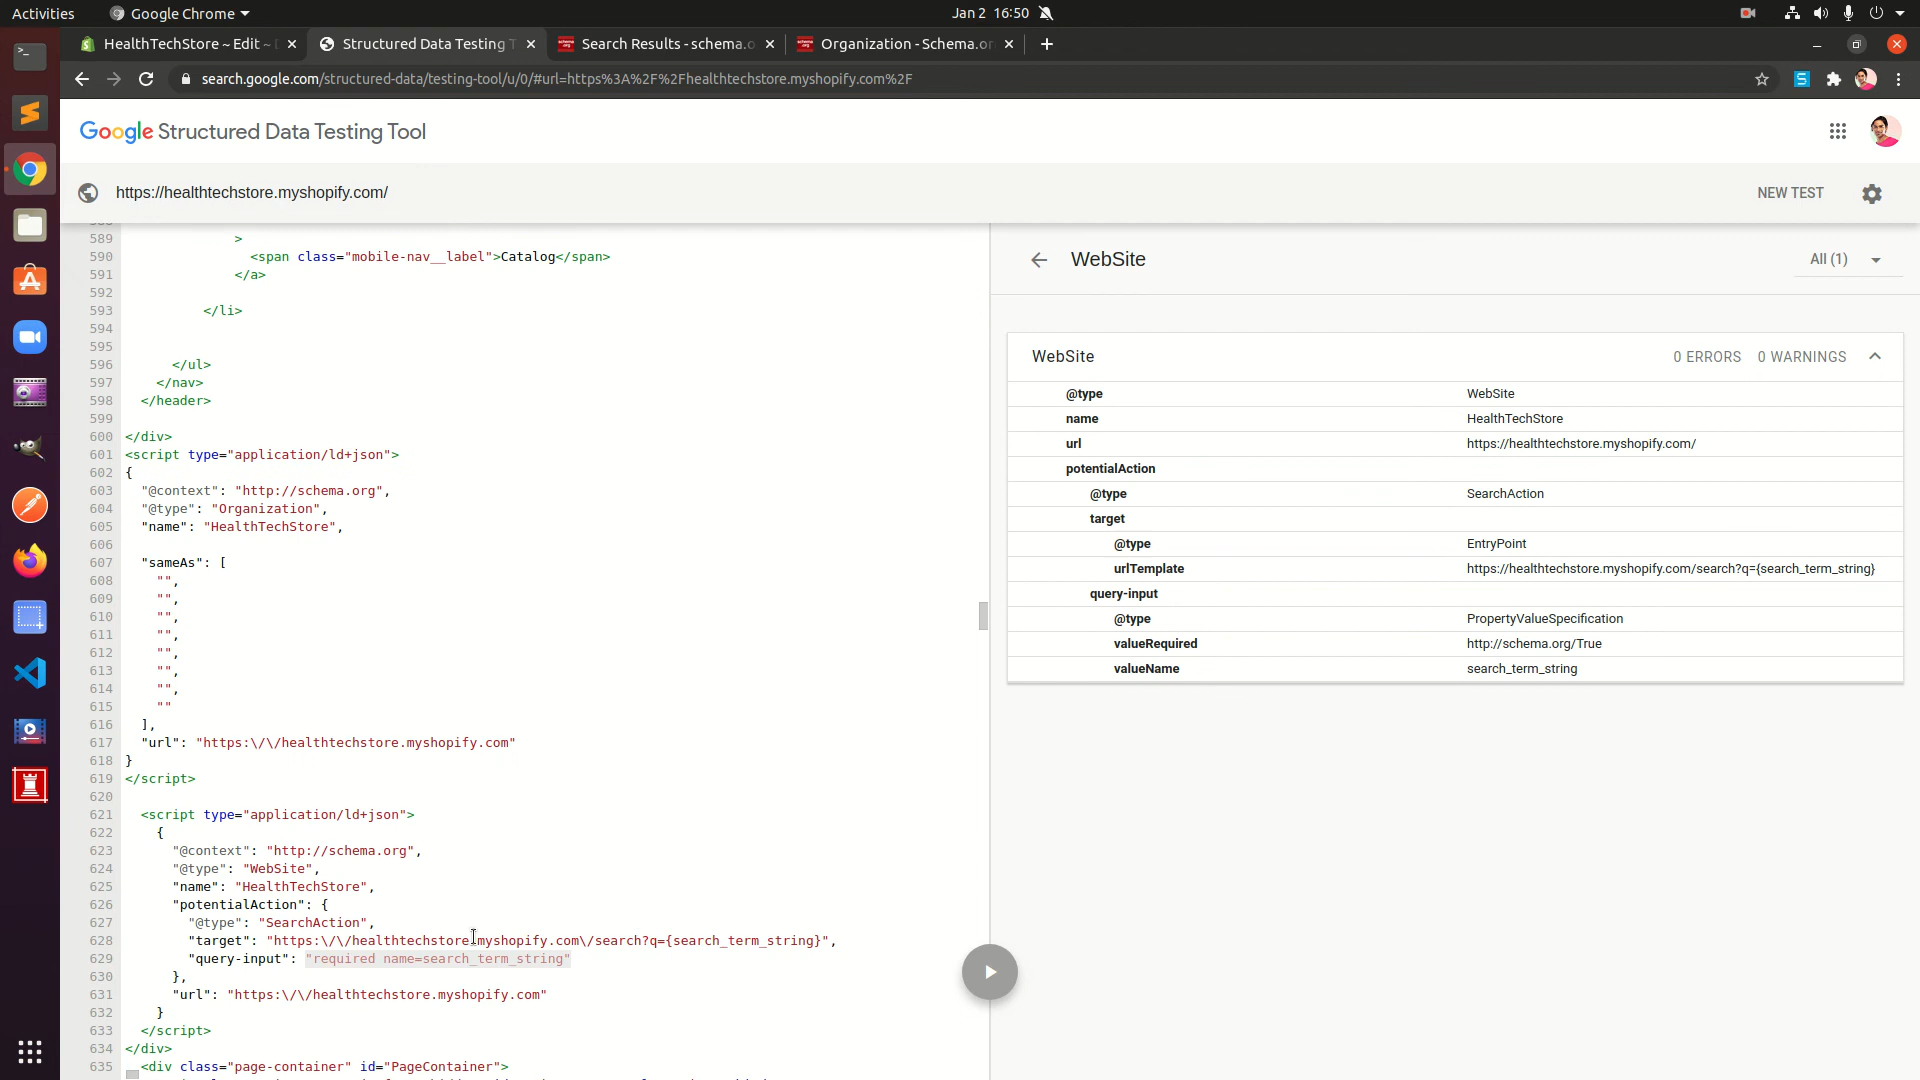 Activities
Google Chrome
Jan 2 16:50
HealthTechStore ~ Edit ~
Structured Data Testing T
Search Results - schema.o
Organization - Schema.or
search.google.com/structured-data/testing-tool/u/0/#url=https%3A%2F%2Fhealthtechstore.myshopify.com%2F
Google Structured Data Testing Tool
https://healthtechstore.myshopify.com/
NEW TEST
588
589 >
590 <span class="mobile-nav__label">Catalog</span>
591 </a>
592
593 </li>
594
595
596 </ul>
597 </nav>
598 </header>
599
600 </div>
601 <script type="application/ld+json">
602 {
603 "@context": "http://schema.org",
604 "@type": "Organization",
605 "name": "HealthTechStore",
606
607 "sameAs": [
608 "",
609 "",
610 "",
611 "",
612 "",
613 "",
614 "",
615 ""
616 ],
617 "url": "https:\/\/healthtechstore.myshopify.com"
618 }
619 </script>
620
621 <script type="application/ld+json">
622 {
623 "@context": "http://schema.org",
624 "@type": "WebSite",
625 "name": "HealthTechStore",
626 "potentialAction": {
627 "@type": "SearchAction",
628 "target": "https:\/\/healthtechstore.myshopify.com\/search?q={search_term_string}",
629 "query-input": "required name=search_term_string"
630 },
631 "url": "https:\/\/healthtechstore.myshopify.com"
632 }
633 </script>
634 </div>
635 <div class="page-container" id="PageContainer">
WebSite
All (1)
WebSite 0 ERRORS 0 WARNINGS
@type WebSite
name HealthTechStore
url https://healthtechstore.myshopify.com/
potentialAction
@type SearchAction
target
@type EntryPoint
urlTemplate https://healthtechstore.myshopify.com/search?q={search_term_string}
query-input
@type PropertyValueSpecification
valueRequired http://schema.org/True
valueName search_term_string